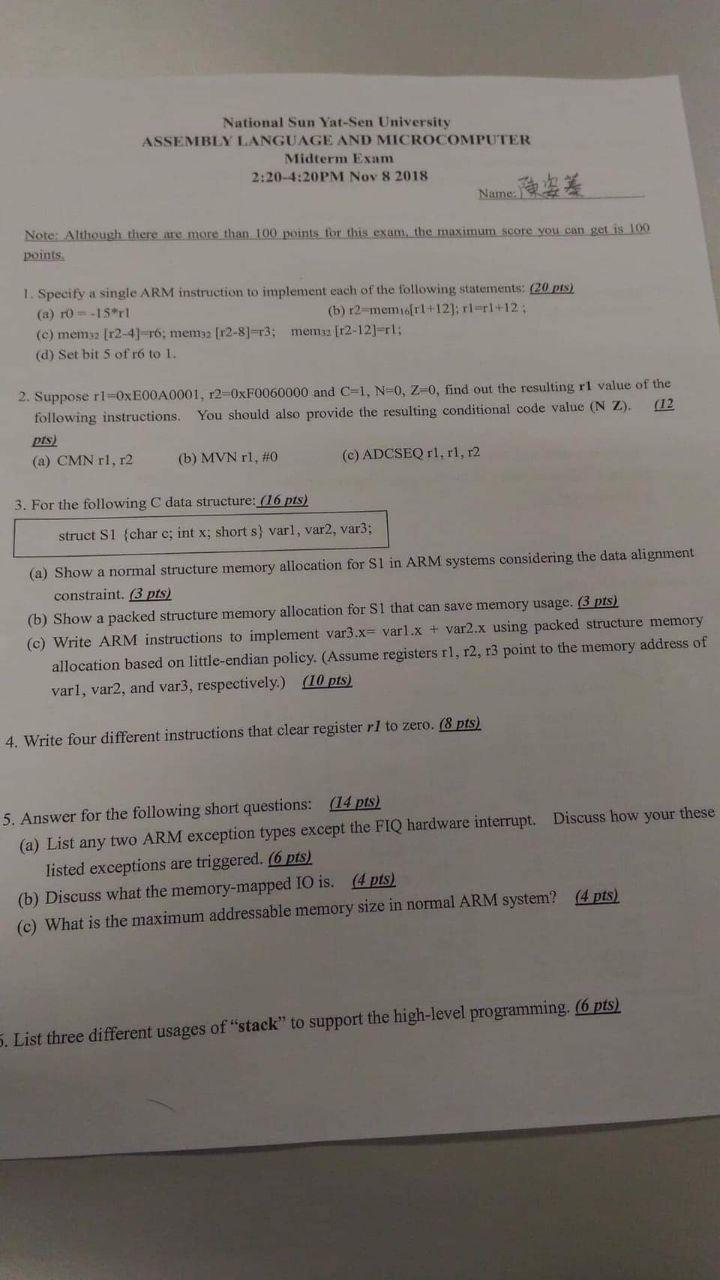 National Sun Yat-Sen University
ASSEMBLY LANGUAGE AND MICROCOMPUTER
Midterm Exam
2:20-4:20PM Nov 8 2018
Name: 陳姿蓁
Note: Although there are more than 100 points for this exam, the maximum score you can get is 100
points.
1. Specify a single ARM instruction to implement each of the following statements: (20 pts)
(a) r0 = -15*r1 (b) r2=mem16[r1+12]; r1=r1+12 ;
(c) mem32 [r2-4]=r6; mem32 [r2-8]=r3; mem32 [r2-12]=r1;
(d) Set bit 5 of r6 to 1.
2. Suppose r1=0xE00A0001, r2=0xF0060000 and C=1, N=0, Z=0, find out the resulting r1 value of the
following instructions. You should also provide the resulting conditional code value (N Z). (12
pts)
(a) CMN r1, r2 (b) MVN r1, #0 (c) ADCSEQ r1, r1, r2
3. For the following C data structure: (16 pts)
struct S1 {char c; int x; short s} var1, var2, var3;
(a) Show a normal structure memory allocation for S1 in ARM systems considering the data alignment
constraint. (3 pts)
(b) Show a packed structure memory allocation for S1 that can save memory usage. (3 pts)
(c) Write ARM instructions to implement var3.x= var1.x + var2.x using packed structure memory
allocation based on little-endian policy. (Assume registers r1, r2, r3 point to the memory address of
var1, var2, and var3, respectively.) (10 pts)
4. Write four different instructions that clear register r1 to zero. (8 pts)
5. Answer for the following short questions: (14 pts)
(a) List any two ARM exception types except the FIQ hardware interrupt. Discuss how your these
listed exceptions are triggered. (6 pts)
(b) Discuss what the memory-mapped IO is. (4 pts)
(c) What is the maximum addressable memory size in normal ARM system? (4 pts)
6. List three different usages of “stack” to support the high-level programming. (6 pts)